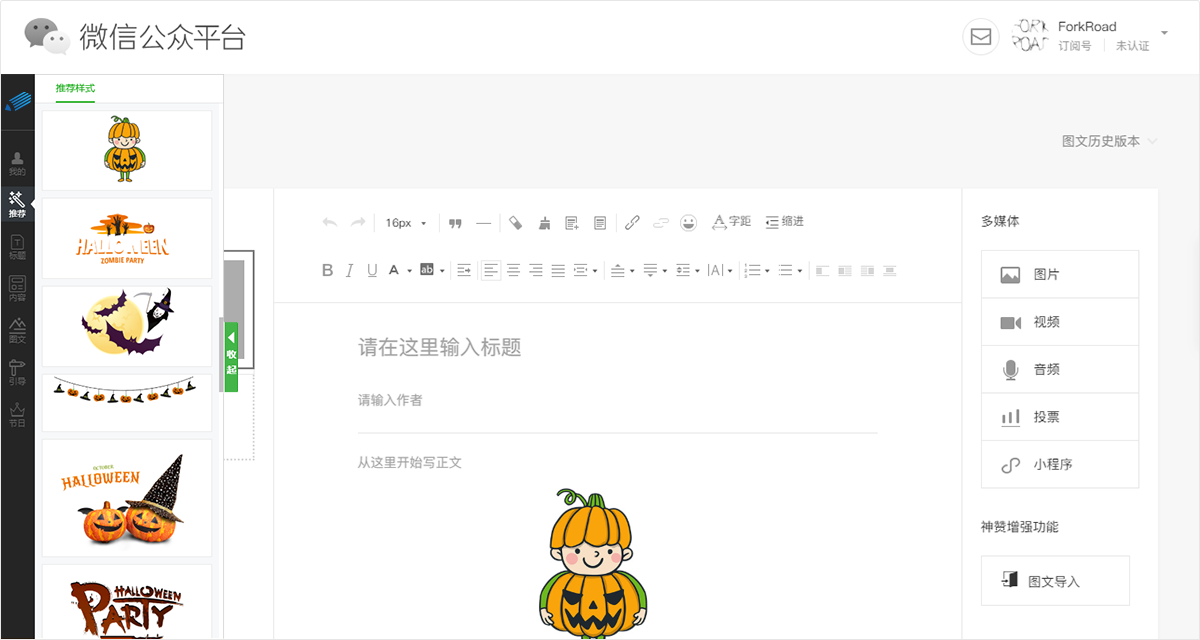 微信公众平台
FORK
ROAD
ForkRoad
订阅号
未认证
推荐样式
我的
推荐
标题
内容
图文
引导
节日
HALLOWEEN
ZOMBIE PARTY
OCTOBER
HALLOWEEN
HALLOWEEN
PARTY
收起
图文历史版本
16px
字距
缩进
B I U A ab
|A|
请在这里输入标题
请输入作者
从这里开始写正文
多媒体
图片
视频
音频
投票
小程序
神赞增强功能
图文导入